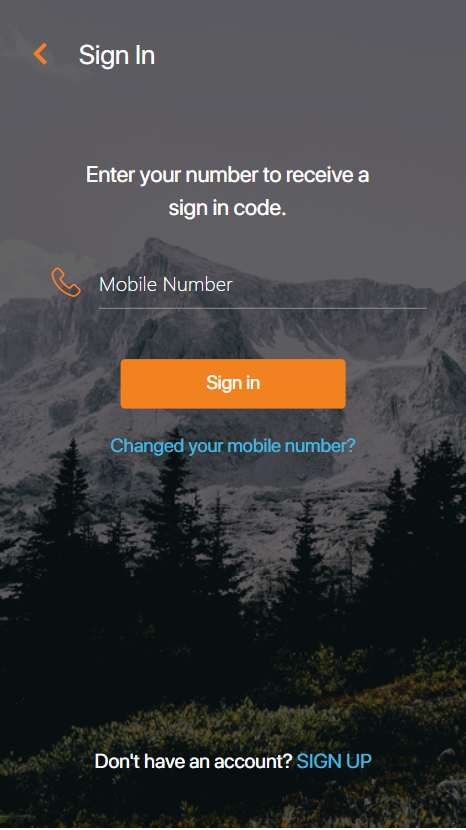 Sign In
Enter your number to receive a
sign in code.
Mobile Number
Sign in
Changed your mobile number?
Don't have an account? SIGN UP